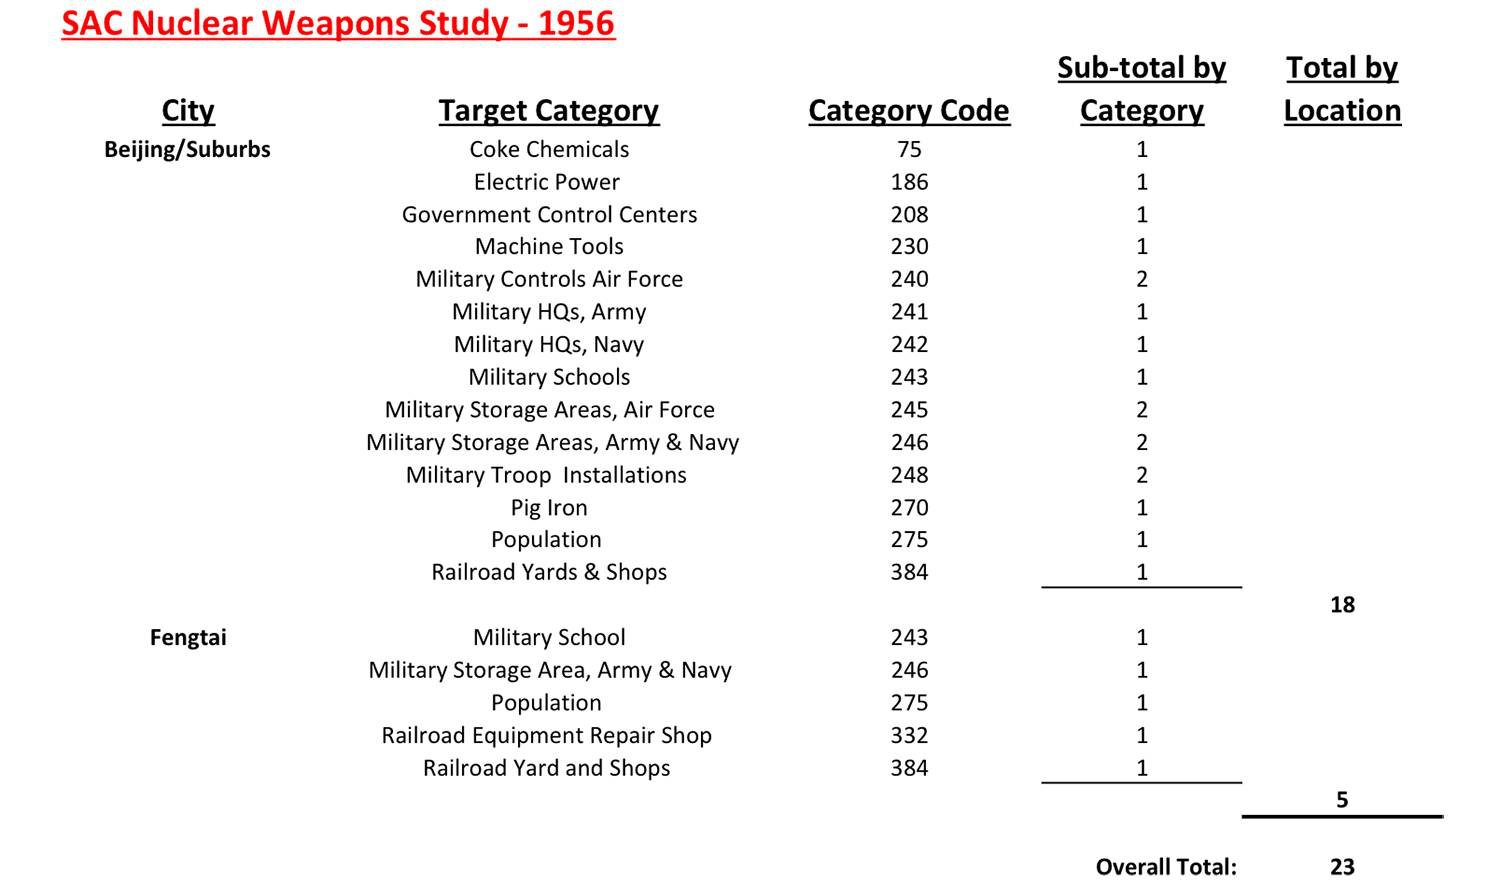 SAC Nuclear Weapons Study - 1956
Sub-total by Total by
City Target Category Category Code Category Location
Beijing/Suburbs Coke Chemicals 75 1
Electric Power 186 1
Government Control Centers 208 1
Machine Tools 230 1
Military Controls Air Force 240 2
Military HQs, Army 241 1
Military HQs, Navy 242 1
Military Schools 243 1
Military Storage Areas, Air Force 245 2
Military Storage Areas, Army & Navy 246 2
Military Troop  Installations 248 2
Pig Iron 270 1
Population 275 1
Railroad Yards & Shops 384 1
18
Fengtai Military School 243 1
Military Storage Area, Army & Navy 246 1
Population 275 1
Railroad Equipment Repair Shop 332 1
Railroad Yard and Shops 384 1
5
Overall Total: 23